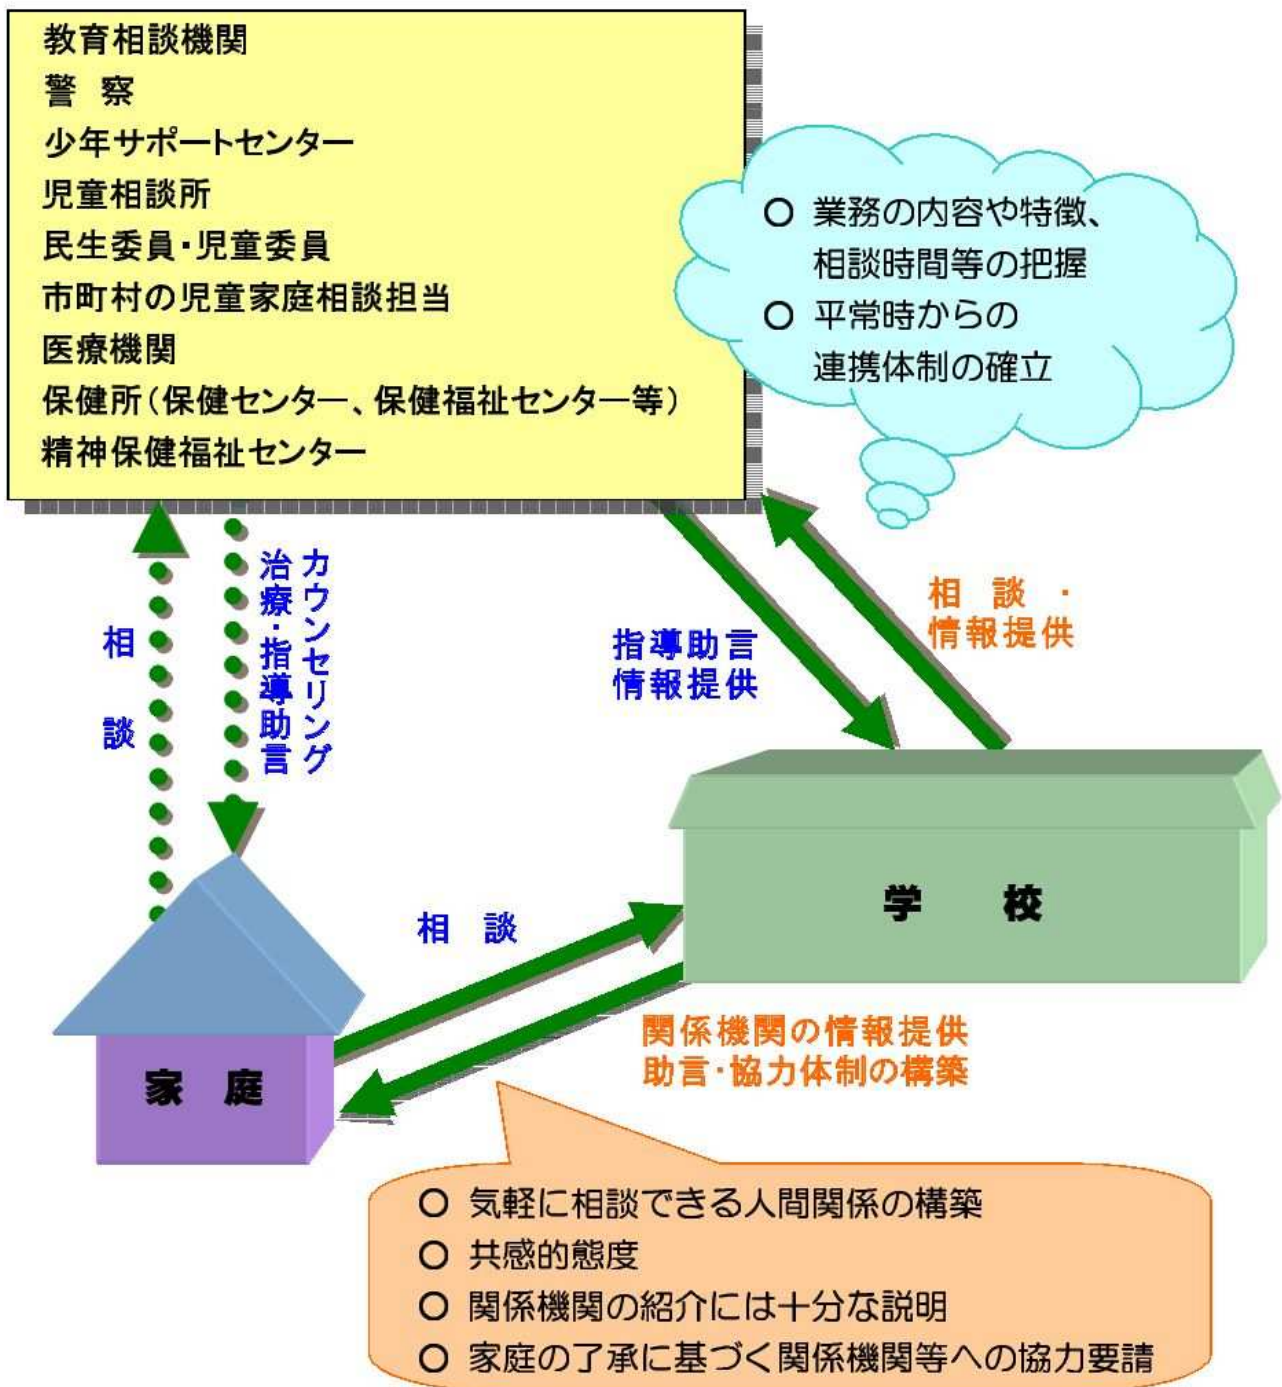 教育相談機関
警 察
少年サポートセンター
児童相談所
民生委員・児童委員
市町村の児童家庭相談担当
医療機関
保健所(保健センター、保健福祉センター等)
精神保健福祉センター
○ 業務の内容や特徴、
相談時間等の把握
○ 平常時からの
連携体制の確立
相 談
カウンセリング
治療・指導助言
指導助言
情報提供
相 談 ・
情報提供
学 校
相 談
関係機関の情報提供
助言・協力体制の構築
家 庭
○ 気軽に相談できる人間関係の構築
○ 共感的態度
○ 関係機関の紹介には十分な説明
○ 家庭の了承に基づく関係機関等への協力要請